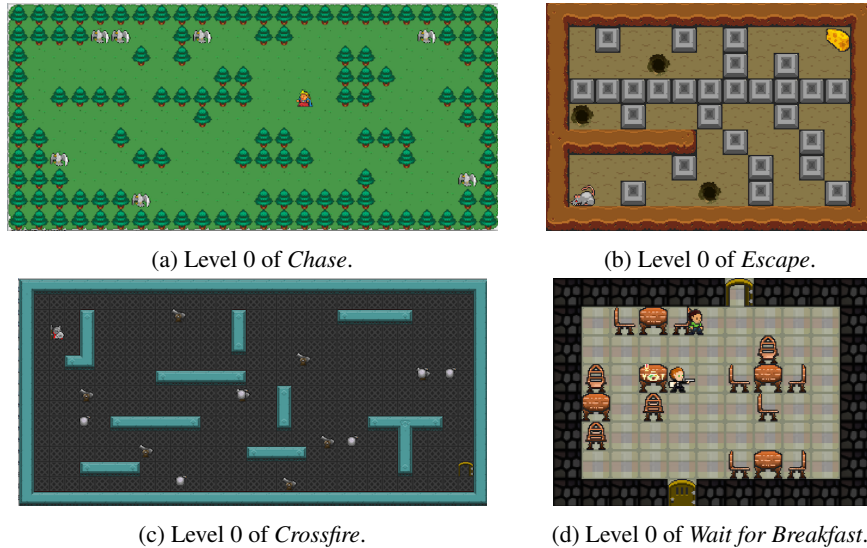 (a) Level 0 of Chase.
(b) Level 0 of Escape.
(c) Level 0 of Crossfire.
(d) Level 0 of Wait for Breakfast.